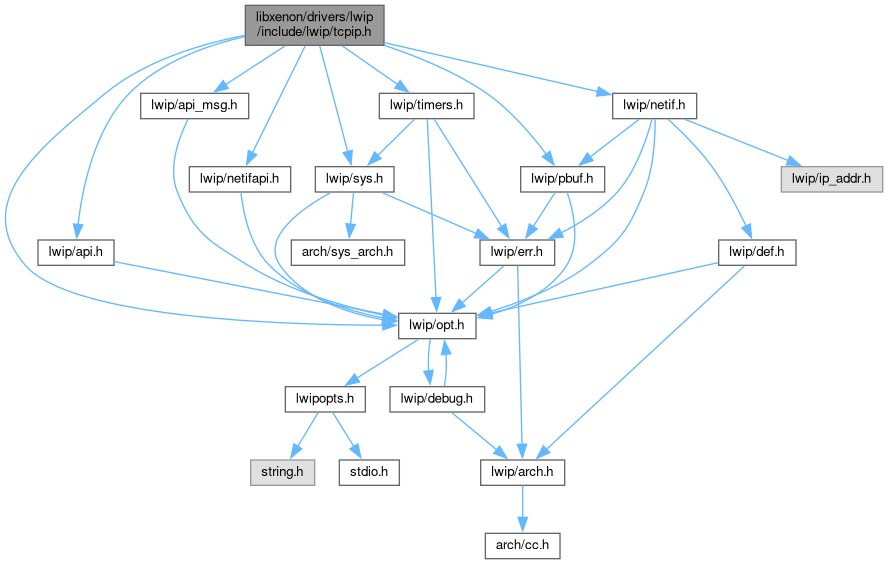 libxenon/drivers/lwip
/include/lwip/tcpip.h
lwip/api_msg.h
lwip/timers.h
lwip/netif.h
lwip/netifapi.h
lwip/sys.h
lwip/pbuf.h
lwip/ip_addr.h
lwip/api.h
arch/sys_arch.h
lwip/err.h
lwip/def.h
lwip/opt.h
lwipopts.h
lwip/debug.h
string.h
stdio.h
lwip/arch.h
arch/cc.h